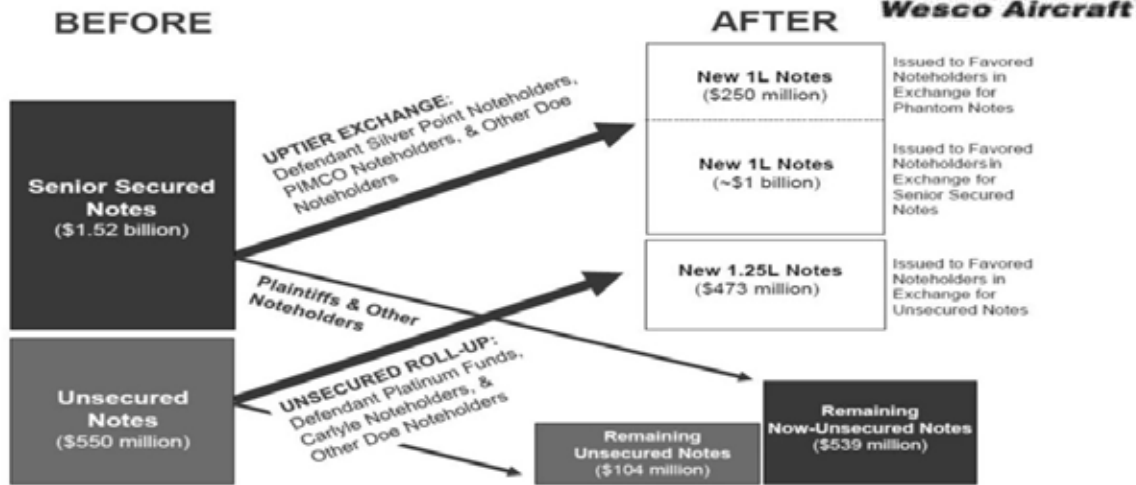 BEFORE
AFTER
Wesco Aircraft
Senior Secured
Notes
($1.52 billion)
Unsecured
Notes
($550 million)
UPTIER EXCHANGE:
Defendant Silver Point Noteholders,
PIMCO Noteholders, & Other Doe
Noteholders
Plaintiffs & Other
Noteholders
UNSECURED ROLL-UP:
Defendant Platinum Funds,
Carlyle Noteholders, &
Other Doe Noteholders
New 1L Notes
($250 million)
Issued to Favored
Noteholders in
Exchange for
Phantom Notes
New 1L Notes
(~$1 billion)
Issued to Favored
Noteholders in
Exchange for
Senior Secured
Notes
New 1.25L Notes
($473 million)
Issued to Favored
Noteholders in
Exchange for
Unsecured Notes
Remaining
Unsecured Notes
($104 million)
Remaining
Now-Unsecured Notes
($539 million)